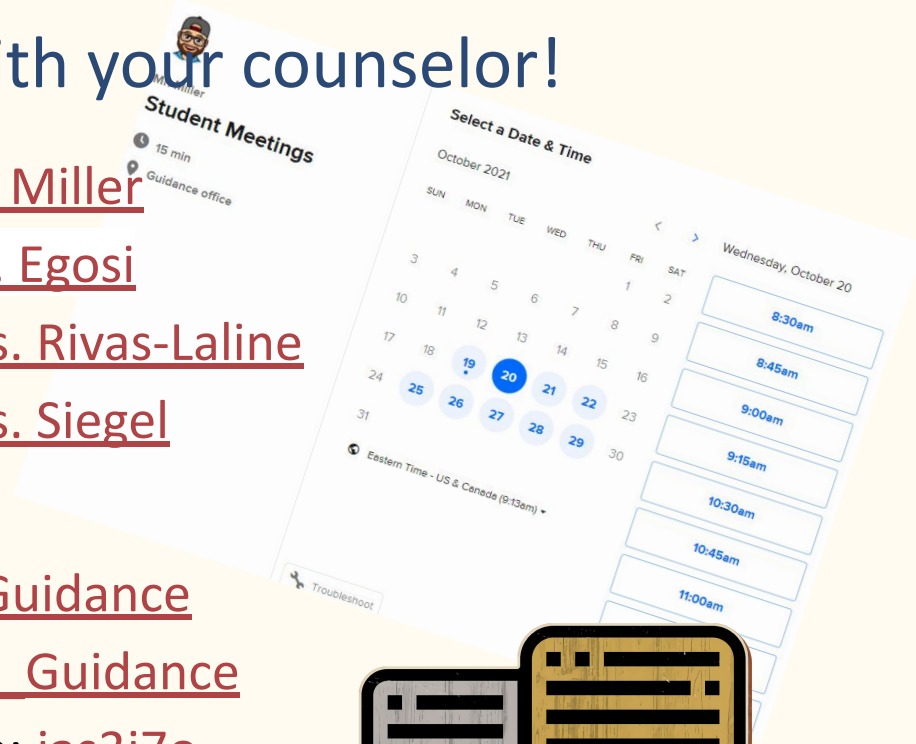 th your counselor!
Mr. Miller
Student Meetings
15 min
Guidance office
Miller
. Egosi
s. Rivas-Laline
s. Siegel
Guidance
_Guidance
Select a Date & Time
October 2021
SUN MON TUE WED THU FRI SAT
1 2
3 4 5 6 7 8 9
10 11 12 13 14 15 16
17 18 19 20 21 22 23
24 25 26 27 28 29 30
31
Eastern Time - US & Canada (9:13am)
Troubleshoot
Wednesday, October 20
8:30am
8:45am
9:00am
9:15am
10:30am
10:45am
11:00am